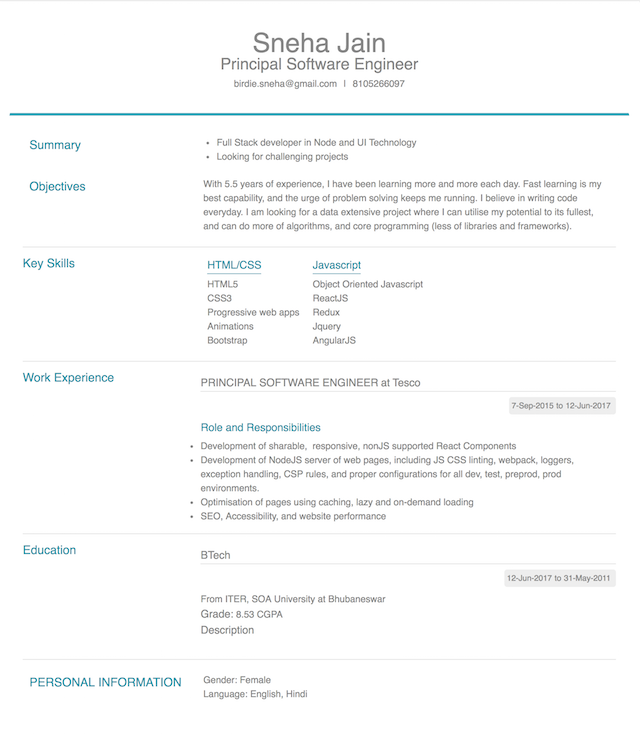 Sneha Jain
Principal Software Engineer
birdie.sneha@gmail.com | 8105266097
Summary
• Full Stack developer in Node and UI Technology
• Looking for challenging projects
Objectives
With 5.5 years of experience, I have been learning more and more each day. Fast learning is my
best capability, and the urge of problem solving keeps me running. I believe in writing code
everyday. I am looking for a data extensive project where I can utilise my potential to its fullest,
and can do more of algorithms, and core programming (less of libraries and frameworks).
Key Skills
HTML/CSS Javascript
HTML5 Object Oriented Javascript
CSS3 ReactJS
Progressive web apps Redux
Animations Jquery
Bootstrap AngularJS
Work Experience
PRINCIPAL SOFTWARE ENGINEER at Tesco
7-Sep-2015 to 12-Jun-2017
Role and Responsibilities
• Development of sharable, responsive, nonJS supported React Components
• Development of NodeJS server of web pages, including JS CSS linting, webpack, loggers,
exception handling, CSP rules, and proper configurations for all dev, test, preprod, prod
environments.
• Optimisation of pages using caching, lazy and on-demand loading
• SEO, Accessibility, and website performance
Education
BTech
12-Jun-2017 to 31-May-2011
From ITER, SOA University at Bhubaneswar
Grade: 8.53 CGPA
Description
PERSONAL INFORMATION
Gender: Female
Language: English, Hindi